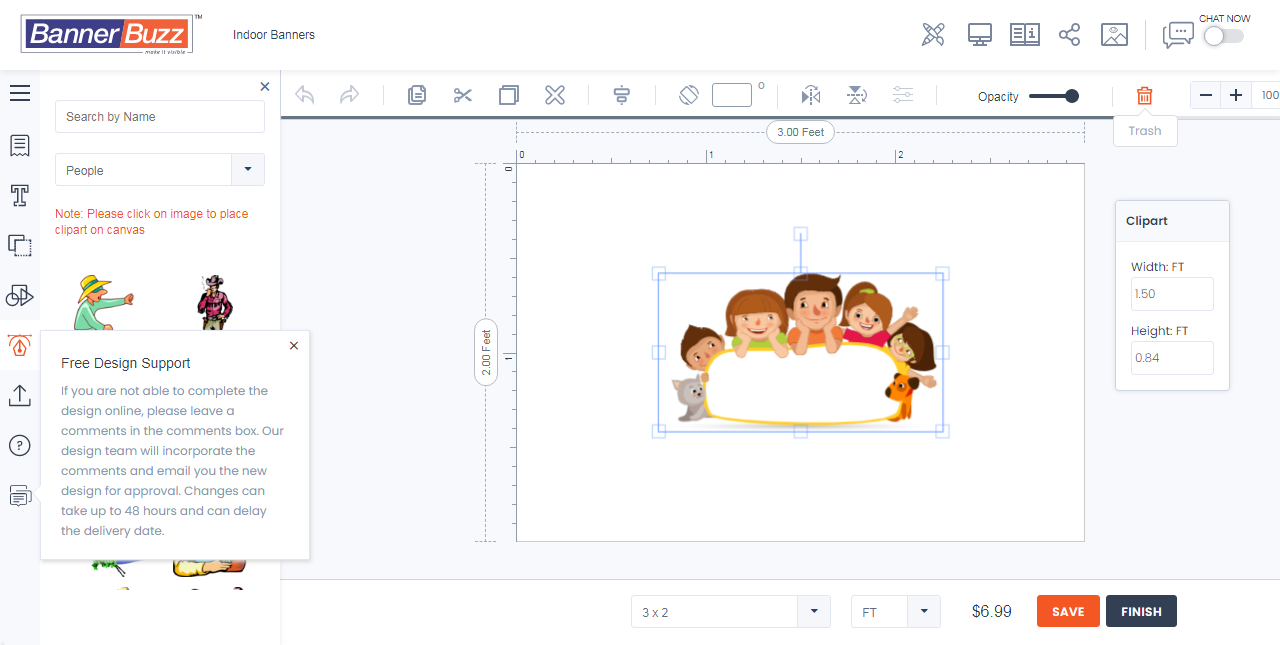 BannerBuzz™
make it visible
Indoor Banners
CHAT NOW
Search by Name
People
Note: Please click on image to place
clipart on canvas
Free Design Support
If you are not able to complete the
design online, please leave a
comments in the comments box. Our
design team will incorporate the
comments and email you the new
design for approval. Changes can
take up to 48 hours and can delay
the delivery date.
O
Opacity
100
Trash
3.00 Feet
0
1
2
0
1
2.00 Feet
Clipart
Width: FT
1.50
Height: FT
0.84
3 x 2
FT
$6.99
SAVE
FINISH